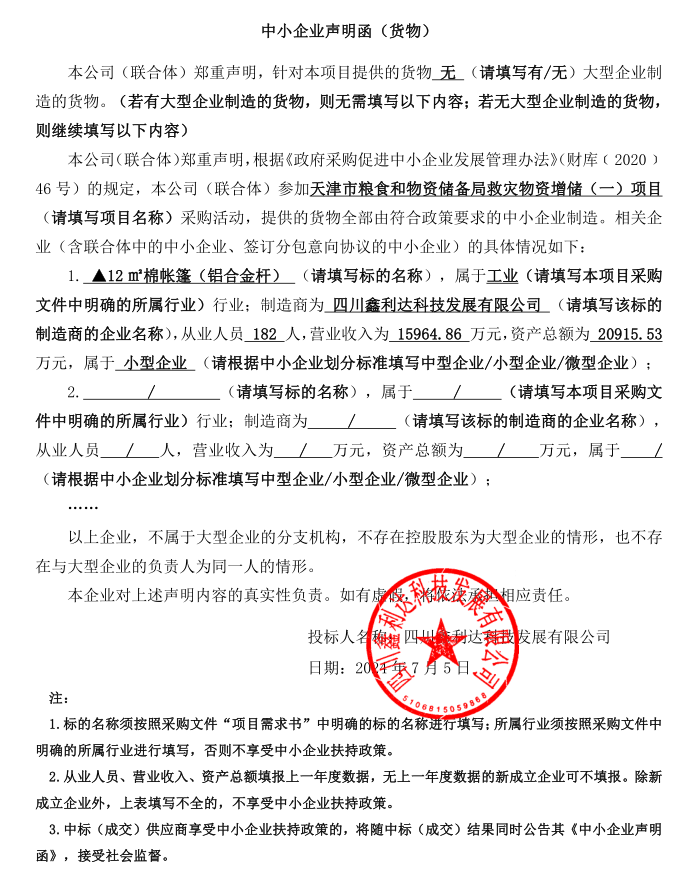 中小企业声明函（货物）
本公司（联合体）郑重声明，针对本项目提供的货物 无 （请填写有/无）大型企业制
造的货物。（若有大型企业制造的货物，则无需填写以下内容；若无大型企业制造的货物，
则继续填写以下内容）
本公司（联合体）郑重声明，根据《政府采购促进中小企业发展管理办法》（财库﹝2020﹞
46 号）的规定，本公司（联合体）参加天津市粮食和物资储备局救灾物资增储（一）项目
（请填写项目名称）采购活动，提供的货物全部由符合政策要求的中小企业制造。相关企
业（含联合体中的中小企业、签订分包意向协议的中小企业）的具体情况如下：
1. ▲12 ㎡棉帐篷（铝合金杆） （请填写标的名称），属于工业（请填写本项目采购
文件中明确的所属行业）行业；制造商为 四川鑫利达科技发展有限公司 （请填写该标的
制造商的企业名称），从业人员 182 人，营业收入为 15964.86 万元，资产总额为 20915.53
万元，属于 小型企业 （请根据中小企业划分标准填写中型企业/小型企业/微型企业）；
2. / （请填写标的名称），属于 / （请填写本项目采购文
件中明确的所属行业）行业；制造商为 / （请填写该标的制造商的企业名称），
从业人员 / 人，营业收入为 / 万元，资产总额为 / 万元，属于 /
（请根据中小企业划分标准填写中型企业/小型企业/微型企业）；
……
以上企业，不属于大型企业的分支机构，不存在控股股东为大型企业的情形，也不存
在与大型企业的负责人为同一人的情形。
本企业对上述声明内容的真实性负责。如有虚假，将依法承担相应责任。
投标人名称：四川鑫利达科技发展有限公司
日期：2024 年 7 月 5 日
四川鑫利达科技发展有限公司
5106815059868
注：
1.标的名称须按照采购文件“项目需求书”中明确的标的名称进行填写；所属行业须按照采购文件中
明确的所属行业进行填写，否则不享受中小企业扶持政策。
2.从业人员、营业收入、资产总额填报上一年度数据，无上一年度数据的新成立企业可不填报。除新
成立企业外，上表填写不全的，不享受中小企业扶持政策。
3.中标（成交）供应商享受中小企业扶持政策的，将随中标（成交）结果同时公告其《中小企业声明
函》，接受社会监督。